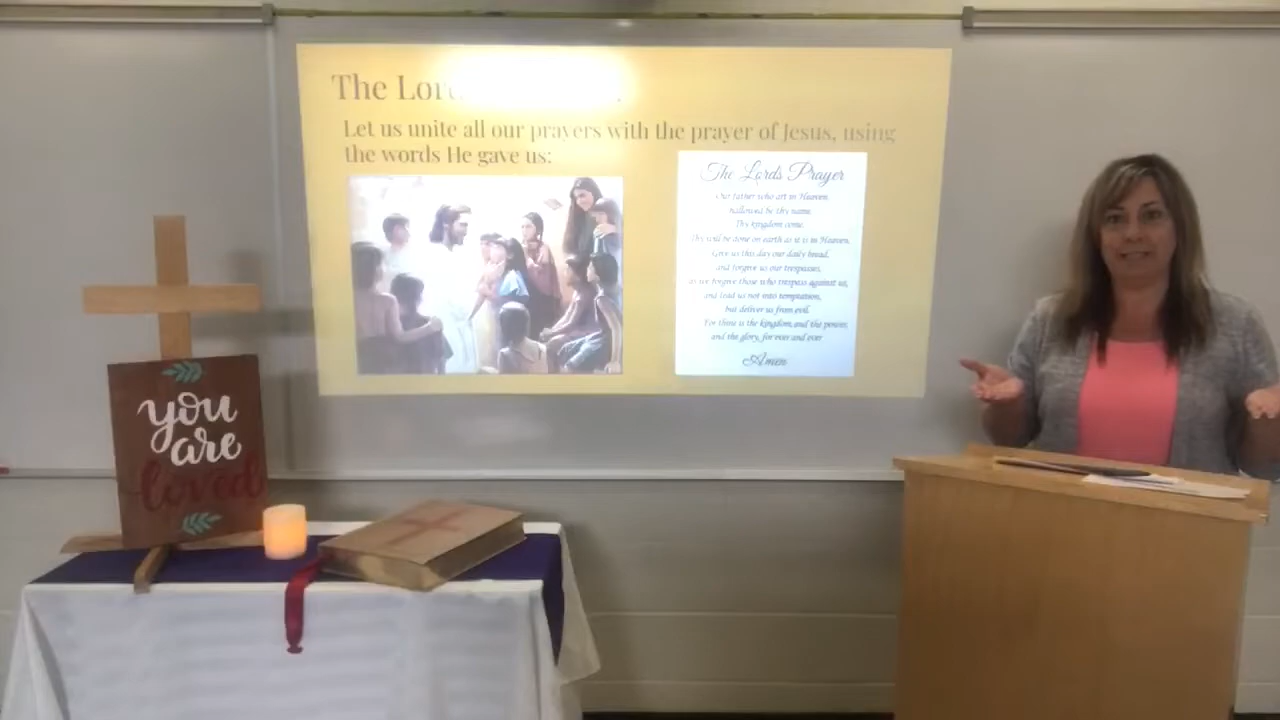 The Lor
Let us unite all our prayers with the prayer of Jesus, using
the words He gave us:
The Lord's Prayer
Our father who art in Heaven,
hallowed be thy name.
Thy kingdom come.
Thy will be done on earth as it is in Heaven.
Give us this day our daily bread,
and forgive us our trespasses,
as we forgive those who trespass against us,
and lead us not into temptation,
but deliver us from evil.
For thine is the kingdom, and the power,
and the glory, for ever and ever
Amen
you
are
loved